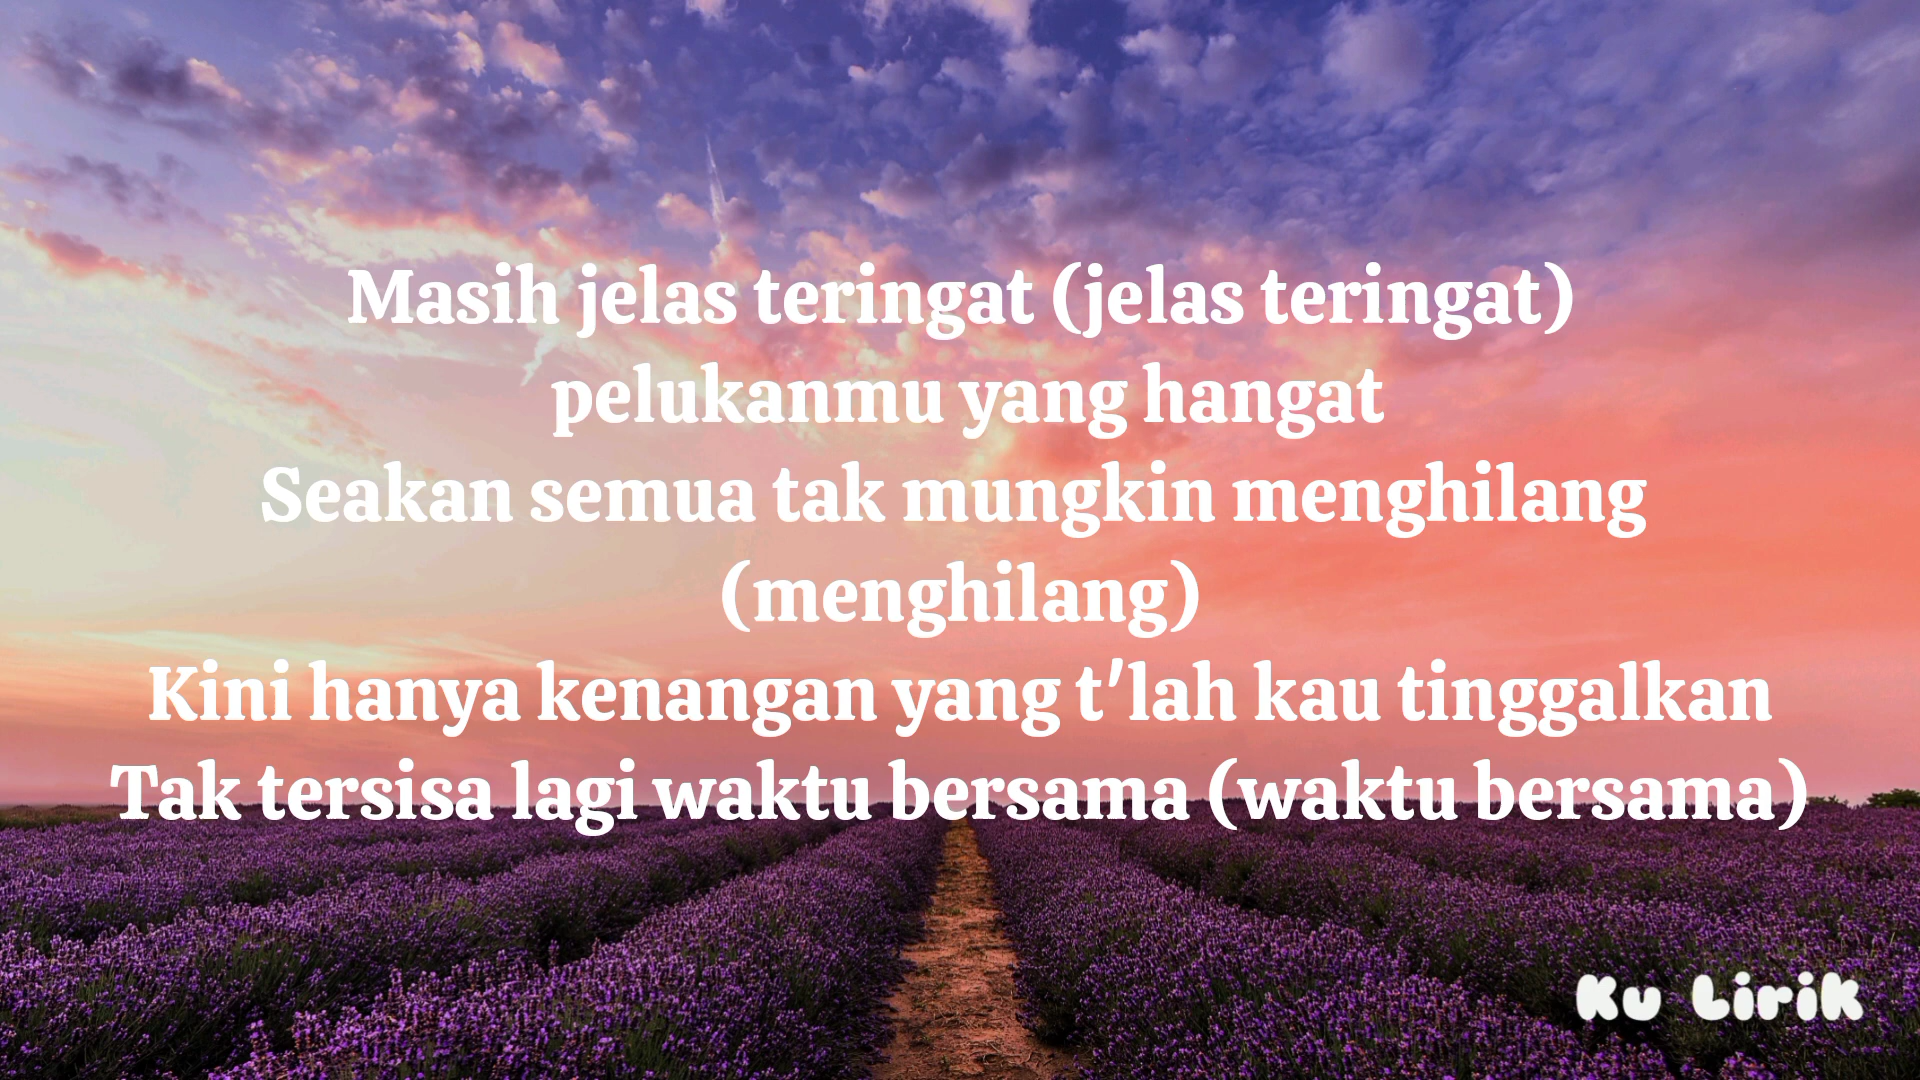 Masih jelas teringat (jelas teringat)
pelukanmu yang hangat
Seakan semua tak mungkin menghilang
(menghilang)
Kini hanya kenangan yang t'lah kau tinggalkan
Tak tersisa lagi waktu bersama (waktu bersama)
Ku Lirik